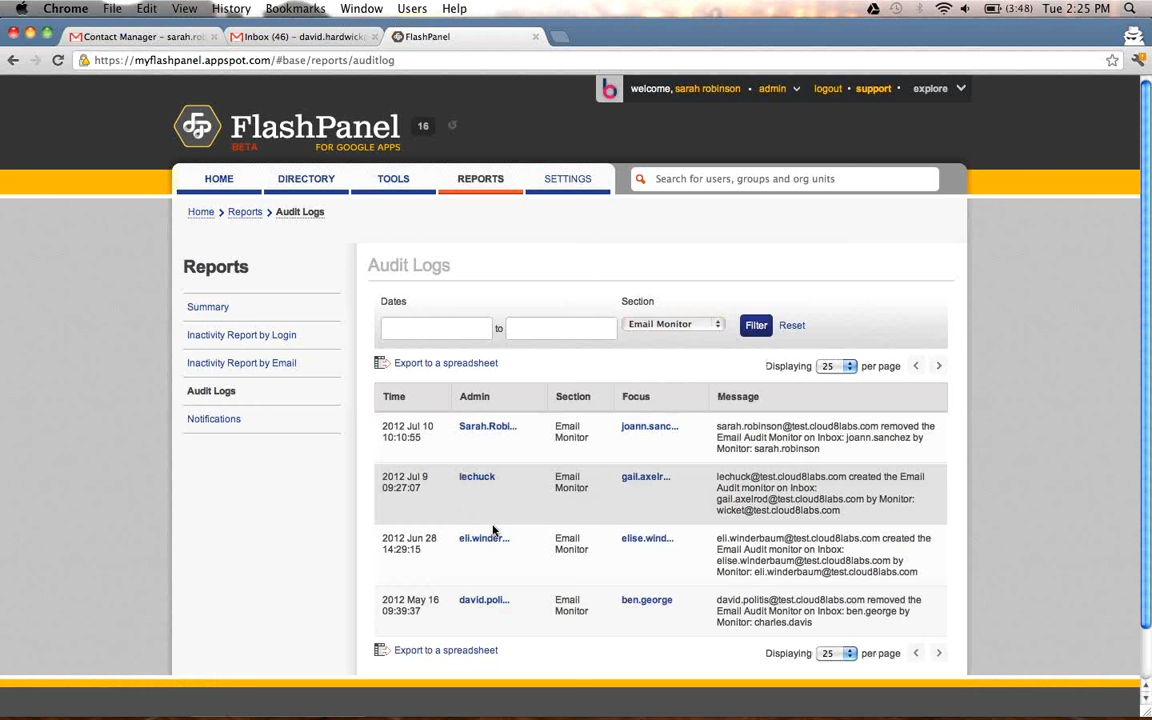 Chrome File Edit View History Bookmarks Window Users Help (3:48) Tue 2:25 PM
Contact Manager – sarah.ro Inbox (46) – david.hardwick FlashPanel
https://myflashpanel.appspot.com/#base/reports/auditlog
welcome, sarah robinson • admin logout • support • explore
FlashPanel 16
BETA FOR GOOGLE APPS
HOME DIRECTORY TOOLS REPORTS SETTINGS Search for users, groups and org units
Home Reports Audit Logs
Reports
Summary
Inactivity Report by Login
Inactivity Report by Email
Audit Logs
Notifications
Audit Logs
Dates Section
to Email Monitor Filter Reset
Export to a spreadsheet Displaying 25 per page
Time Admin Section Focus Message
2012 Jul 10 Sarah.Robi... Email joann.sanc... sarah.robinson@test.cloud8labs.com removed the
10:10:55 Monitor Email Audit Monitor on Inbox: joann.sanchez by
Monitor: sarah.robinson
2012 Jul 9 lechuck Email gail.axelr... lechuck@test.cloud8labs.com created the Email
09:27:07 Monitor Audit monitor on Inbox:
gail.axelrod@test.cloud8labs.com by Monitor:
wicket@test.cloud8labs.com
2012 Jun 28 eli.winder... Email elise.wind... eli.winderbaum@test.cloud8labs.com created the
14:29:15 Monitor Email Audit monitor on Inbox:
elise.winderbaum@test.cloud8labs.com by
Monitor: eli.winderbaum@test.cloud8labs.com
2012 May 16 david.poli... Email ben.george david.politis@test.cloud8labs.com removed the
09:39:37 Monitor Email Audit Monitor on Inbox: ben.george by
Monitor: charles.davis
Export to a spreadsheet Displaying 25 per page